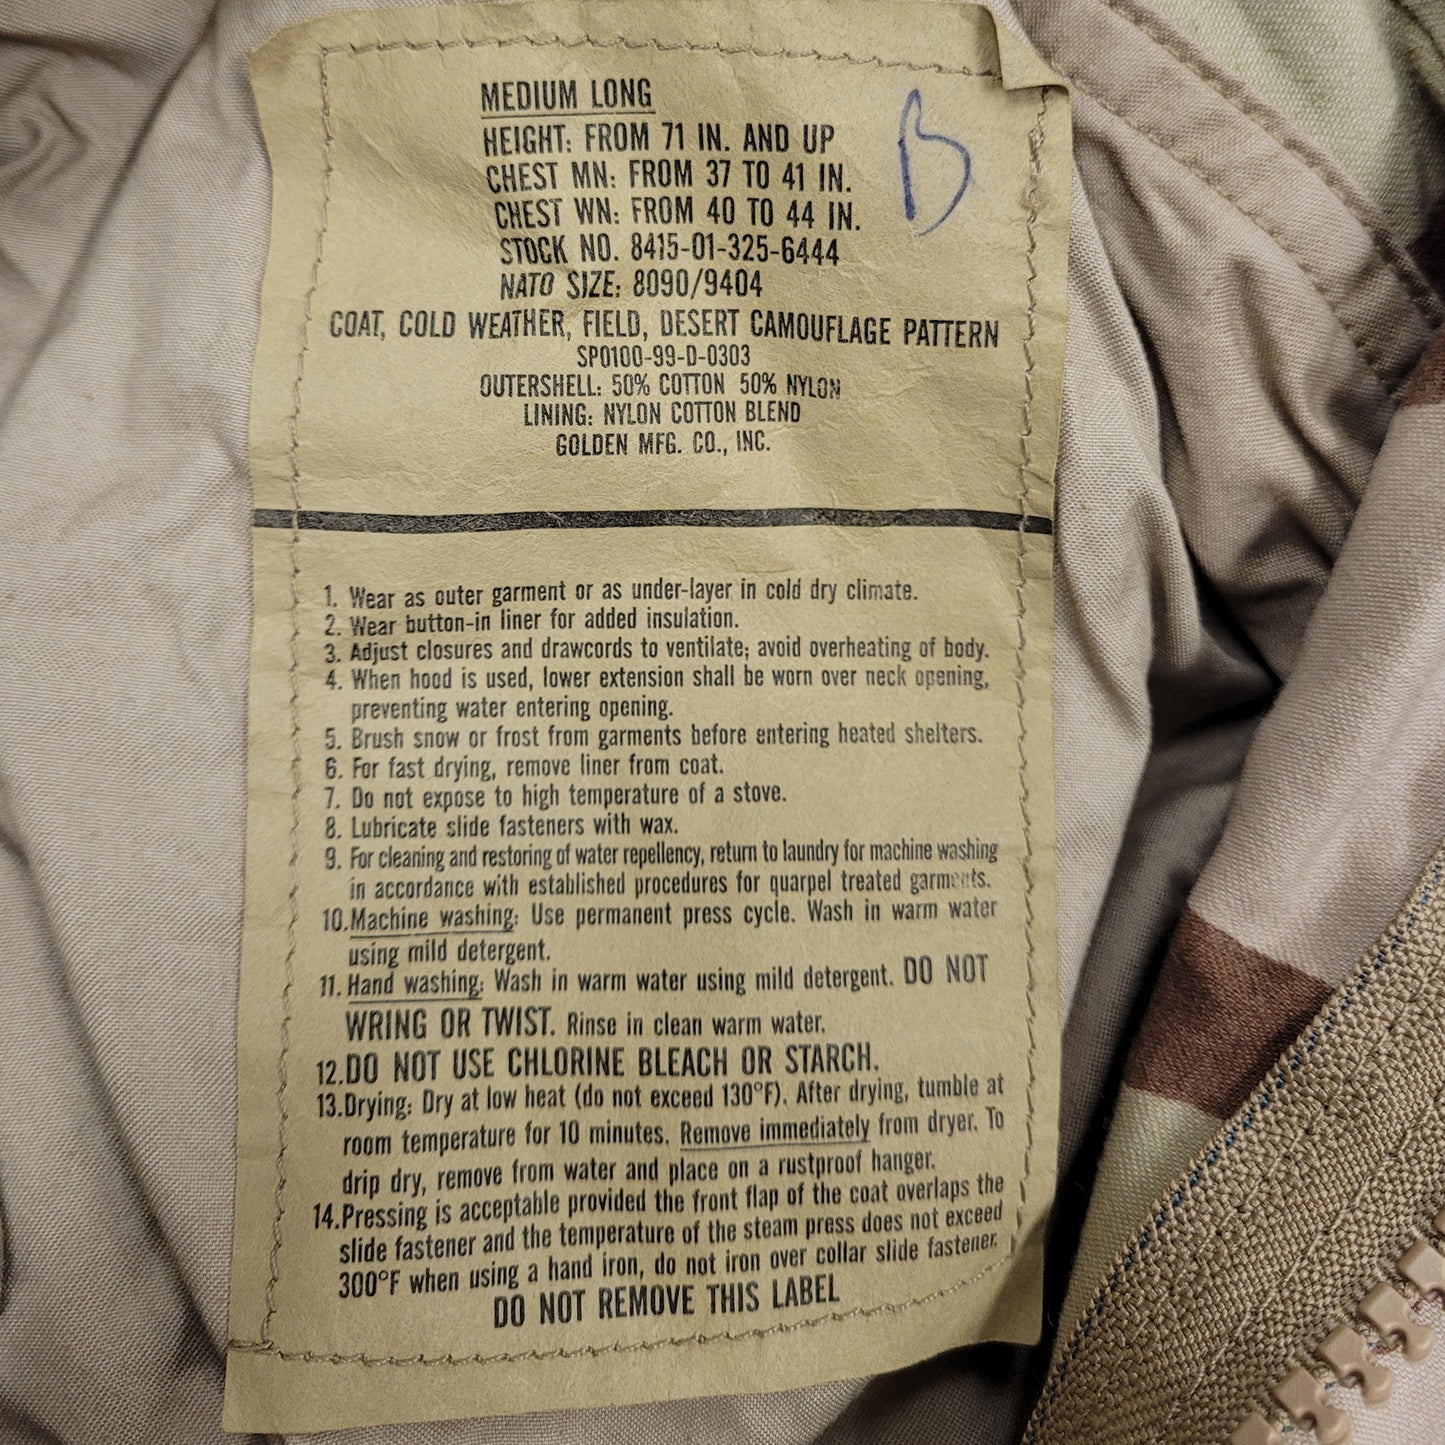 MEDIUM LONG
B
HEIGHT: FROM 71 IN. AND UP
CHEST MN: FROM 37 TO 41 IN.
CHEST WN: FROM 40 TO 44 IN.
STOCK NO. 8415-01-325-6444
NATO SIZE: 8090/9404
COAT, COLD WEATHER, FIELD, DESERT CAMOUFLAGE PATTERN
SP0100-99-D-0303
OUTERSHELL: 50% COTTON 50% NYLON
LINING: NYLON COTTON BLEND
GOLDEN MFG. CO., INC.
1. Wear as outer garment or as under-layer in cold dry climate.
2. Wear button-in liner for added insulation.
3. Adjust closures and drawcords to ventilate; avoid overheating of body.
4. When hood is used, lower extension shall be worn over neck opening,
preventing water entering opening.
5. Brush snow or frost from garments before entering heated shelters.
6. For fast drying, remove liner from coat.
7. Do not expose to high temperature of a stove.
8. Lubricate slide fasteners with wax.
9. For cleaning and restoring of water repellency, return to laundry for machine washing
in accordance with established procedures for quarpel treated garments.
10. Machine washing: Use permanent press cycle. Wash in warm water
using mild detergent.
11. Hand washing: Wash in warm water using mild detergent. DO NOT
WRING OR TWIST. Rinse in clean warm water.
12. DO NOT USE CHLORINE BLEACH OR STARCH.
13. Drying: Dry at low heat (do not exceed 130°F). After drying, tumble at
room temperature for 10 minutes. Remove immediately from dryer. To
drip dry, remove from water and place on a rustproof hanger.
14. Pressing is acceptable provided the front flap of the coat overlaps the
slide fastener and the temperature of the steam press does not exceed
300°F when using a hand iron, do not iron over collar slide fastener.
DO NOT REMOVE THIS LABEL